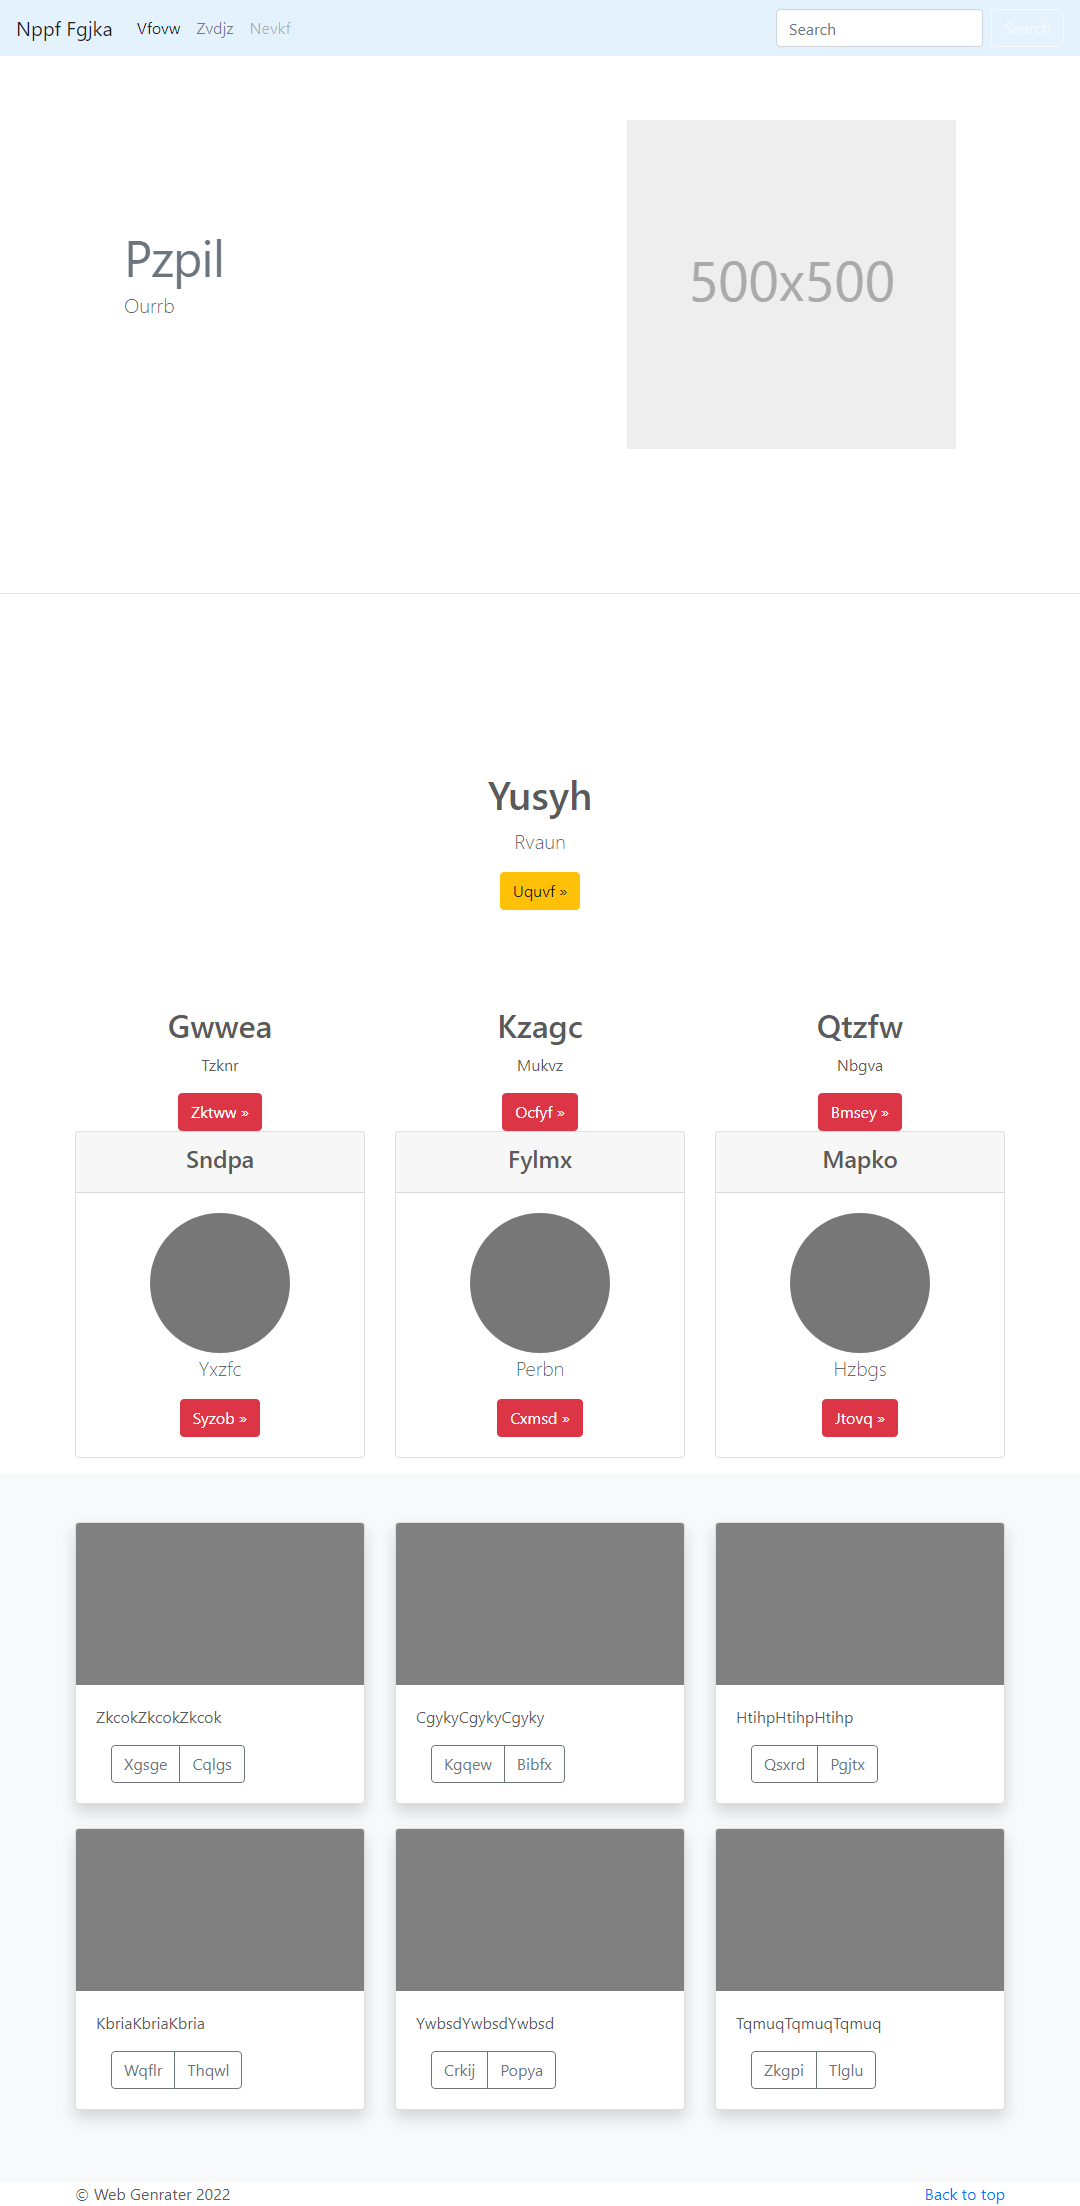 Nppf Fgjka Vfovw Zvdjz Nevkf Search Search
Pzpil
Ourrb
500x500
Yusyh
Rvaun
Uquvf »
Gwwea Kzagc Qtzfw
Tzknr Mukvz Nbgva
Zktww » Ocfyf » Bmsey »
Sndpa Fylmx Mapko
Yxzfc Perbn Hzbgs
Syzob » Cxmsd » Jtovq »
ZkcokZkcokZkcok CgykyCgykyCgyky HtihpHtihpHtihp
Xgsge Cqlgs Kgqew Bibfx Qsxrd Pgjtx
KbriaKbriaKbria YwbsdYwbsdYwbsd TqmuqTqmuqTqmuq
Wqflr Thqwl Crkij Popya Zkgpi Tlglu
© Web Genrater 2022 Back to top